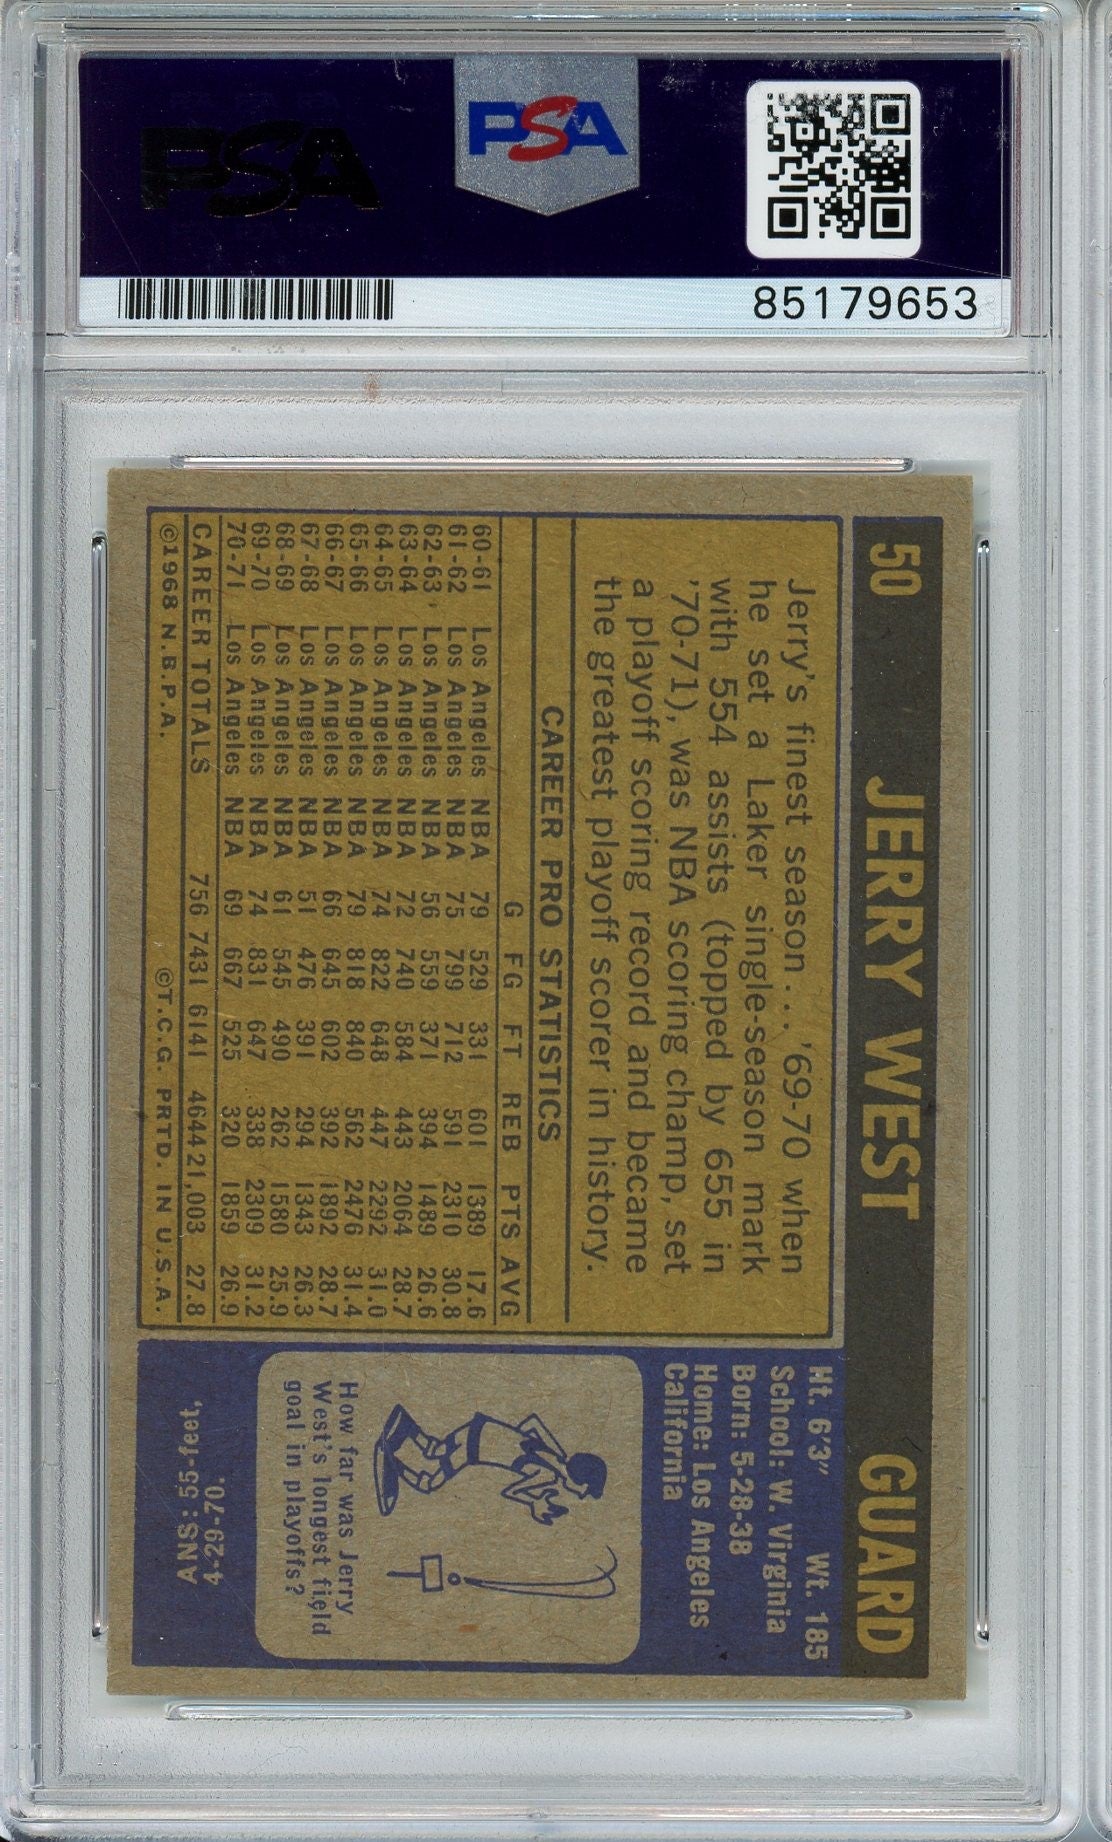 PSA
PSA
85179653
50 JERRY WEST GUARD
Jerry's finest season . . . '69-70 when
he set a Laker single-season mark
with 554 assists (topped by 655 in
'70-71), was NBA scoring champ, set
a playoff scoring record and became
the greatest playoff scorer in history.
CAREER PRO STATISTICS
G FG FT REB PTS AVG
60-61 Los Angeles NBA 79 529 331 601 1389 17.6
61-62 Los Angeles NBA 75 799 712 591 2310 30.8
62-63 Los Angeles NBA 56 559 371 394 1489 26.6
63-64 Los Angeles NBA 72 740 584 443 2064 28.7
64-65 Los Angeles NBA 74 822 648 447 2292 31.0
65-66 Los Angeles NBA 79 818 840 562 2476 31.4
66-67 Los Angeles NBA 66 645 602 392 1892 28.7
67-68 Los Angeles NBA 51 476 391 294 1343 26.3
68-69 Los Angeles NBA 61 545 490 262 1580 25.9
69-70 Los Angeles NBA 74 831 647 338 2309 31.2
70-71 Los Angeles NBA 69 667 525 320 1859 26.9
CAREER TOTALS 756 7431 6141 4644 21,003 27.8
©1968 N.B.P.A. ©T.C.G. PRTD. IN U.S.A.
Ht. 6'3" Wt. 185
School: W. Virginia
Born: 5-28-38
Home: Los Angeles
California
How far was Jerry
West's longest field
goal in playoffs?
ANS: 55-feet,
4-29-70.